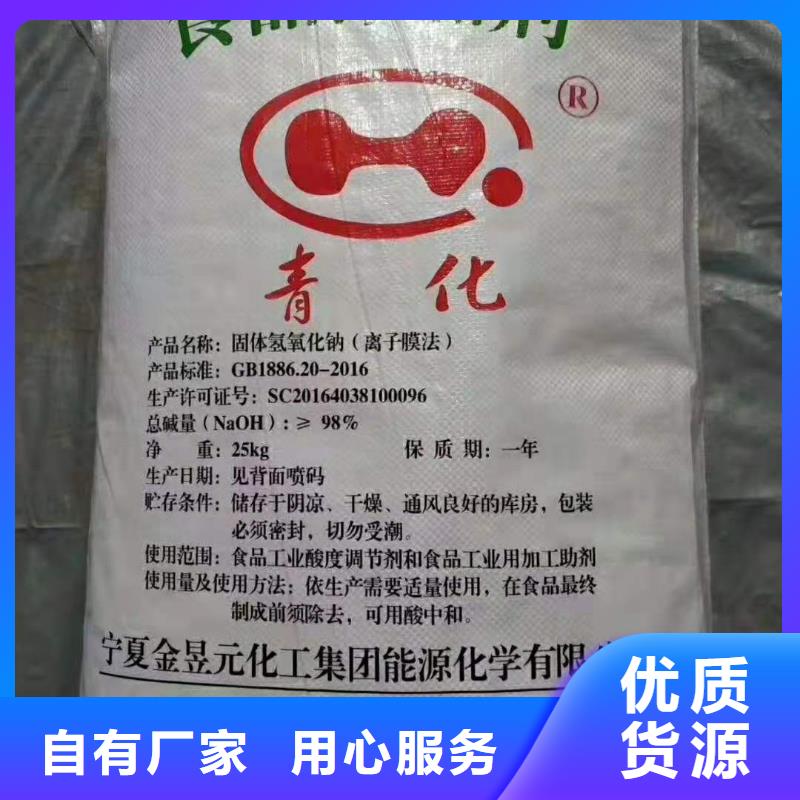 食品添加剂
®
青化
产品名称：固体氢氧化钠（离子膜法）
产品标准：GB1886.20-2016
生产许可证号：SC20164038100096
总碱量（NaOH）：≥ 98%
净 重：25kg 保 质 期：一年
生产日期：见背面喷码
贮存条件：储存于阴凉、干燥、通风良好的库房，包装
必须密封，切勿受潮。
使用范围：食品工业酸度调节剂和食品工业用加工助剂
使用量及使用方法：依生产需要适量使用，在食品最终
制成前须除去，可用酸中和。
宁夏金昱元化工集团能源化学有限
优质
货源
自有厂家 用心服务